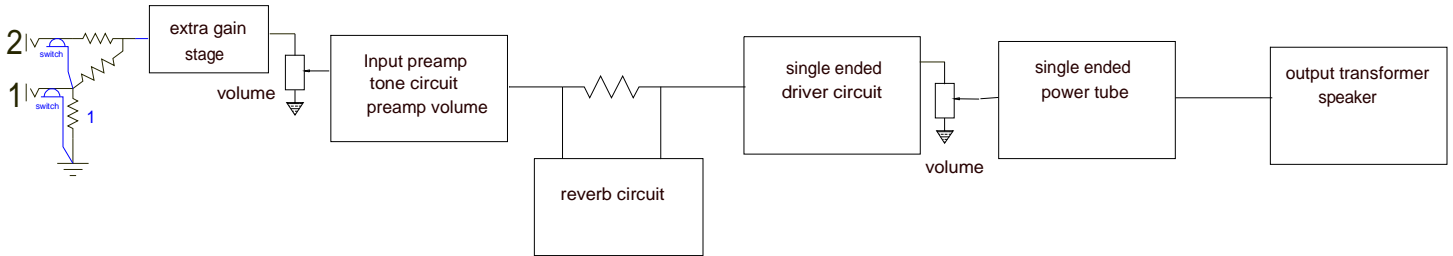 2
switch
1
switch
1
extra gain
stage
volume
Input preamp
tone circuit
preamp volume
reverb circuit
single ended
driver circuit
volume
single ended
power tube
output transformer
speaker